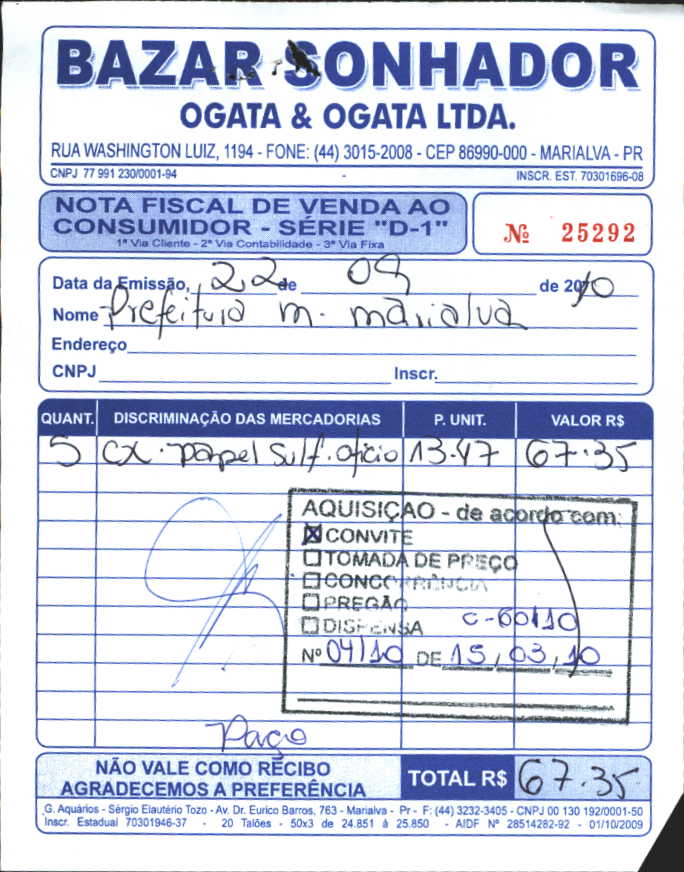 BAZAR SONHADOR
OGATA & OGATA LTDA.
RUA WASHINGTON LUIZ, 1194 - FONE: (44) 3015-2008 - CEP 86990-000 - MARIALVA - PR
CNPJ 77 991 230/0001-94 INSCR. EST. 70301696-08
NOTA FISCAL DE VENDA AO
CONSUMIDOR - SÉRIE "D-1"
1ª Via Cliente - 2ª Via Contabilidade - 3ª Via Fixa
Nº 25292
Data da Emissão, 22 de 09 de 2010
Nome Prefeitura m. marialva
Endereço
CNPJ Inscr.
QUANT. DISCRIMINAÇÃO DAS MERCADORIAS P. UNIT. VALOR R$
5 cx. papel sulf. oficio 13.47 67.35
AQUISIÇÃO - de acordo com:
CONVITE
TOMADA DE PREÇO
CONCORRÊNCIA
PREGÃO
DISPENSA C-60/10
Nº 04/10 DE 15, 03, 10
Pago
NÃO VALE COMO RECIBO
AGRADECEMOS A PREFERÊNCIA
TOTAL R$ 67.35
G. Aquários - Sérgio Elautério Tozo - Av. Dr. Eurico Barros, 763 - Marialva - Pr - F: (44) 3232-3405 - CNPJ 00 130 192/0001-50
Inscr. Estadual 70301946-37 - 20 Talões - 50x3 de 24.851 à 25.850 - AIDF Nº 28514282-92 - 01/10/2009